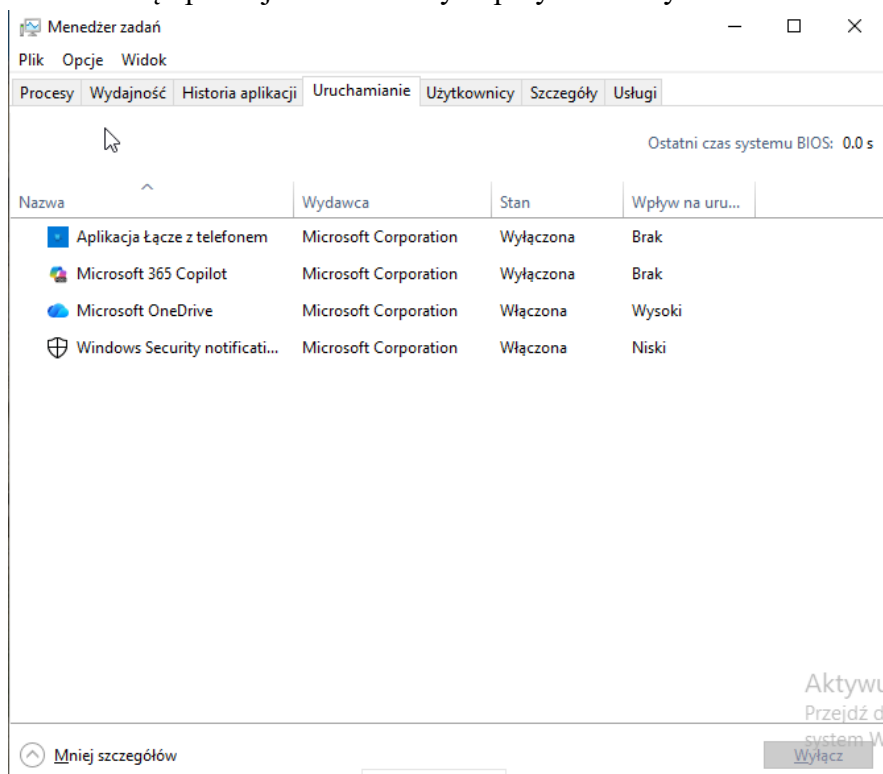 Menedżer zadań
Plik Opcje Widok
Procesy Wydajność Historia aplikacji Uruchamianie Użytkownicy Szczegóły Usługi
Ostatni czas systemu BIOS: 0.0 s
Nazwa Wydawca Stan Wpływ na uru...
Aplikacja Łącze z telefonem Microsoft Corporation Wyłączona Brak
Microsoft 365 Copilot Microsoft Corporation Wyłączona Brak
Microsoft OneDrive Microsoft Corporation Włączona Wysoki
Windows Security notificati... Microsoft Corporation Włączona Niski
Aktywu
Przejdź d
system W
Mniej szczegółów Wyłącz